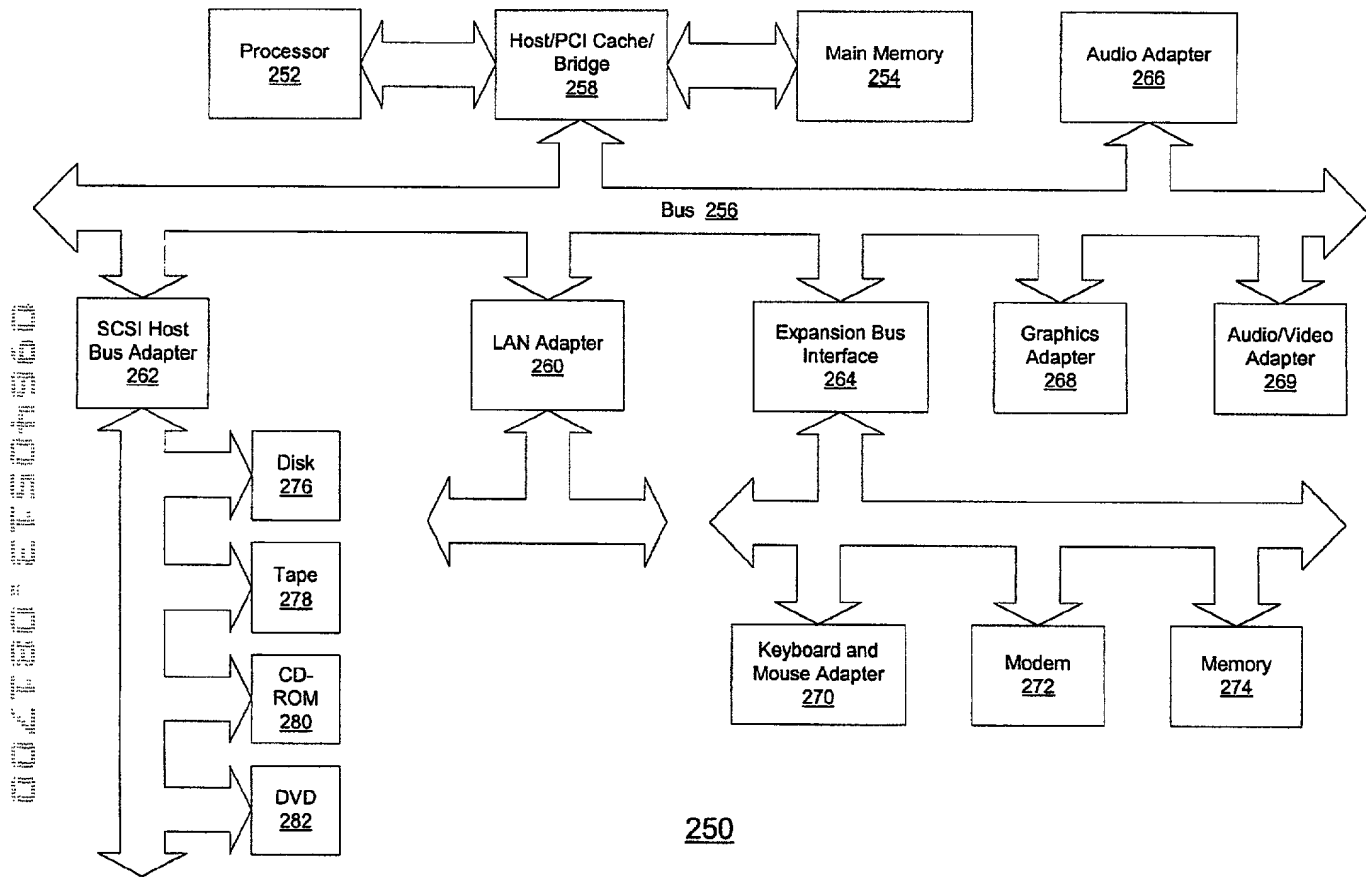 Processor
252
Host/PCI Cache/
Bridge
258
Main Memory
254
Audio Adapter
266
Bus 256
SCSI Host
Bus Adapter
262
LAN Adapter
260
Expansion Bus
Interface
264
Graphics
Adapter
268
Audio/Video
Adapter
269
Disk
276
Tape
278
CD-
ROM
280
DVD
282
Keyboard and
Mouse Adapter
270
Modem
272
Memory
274
250